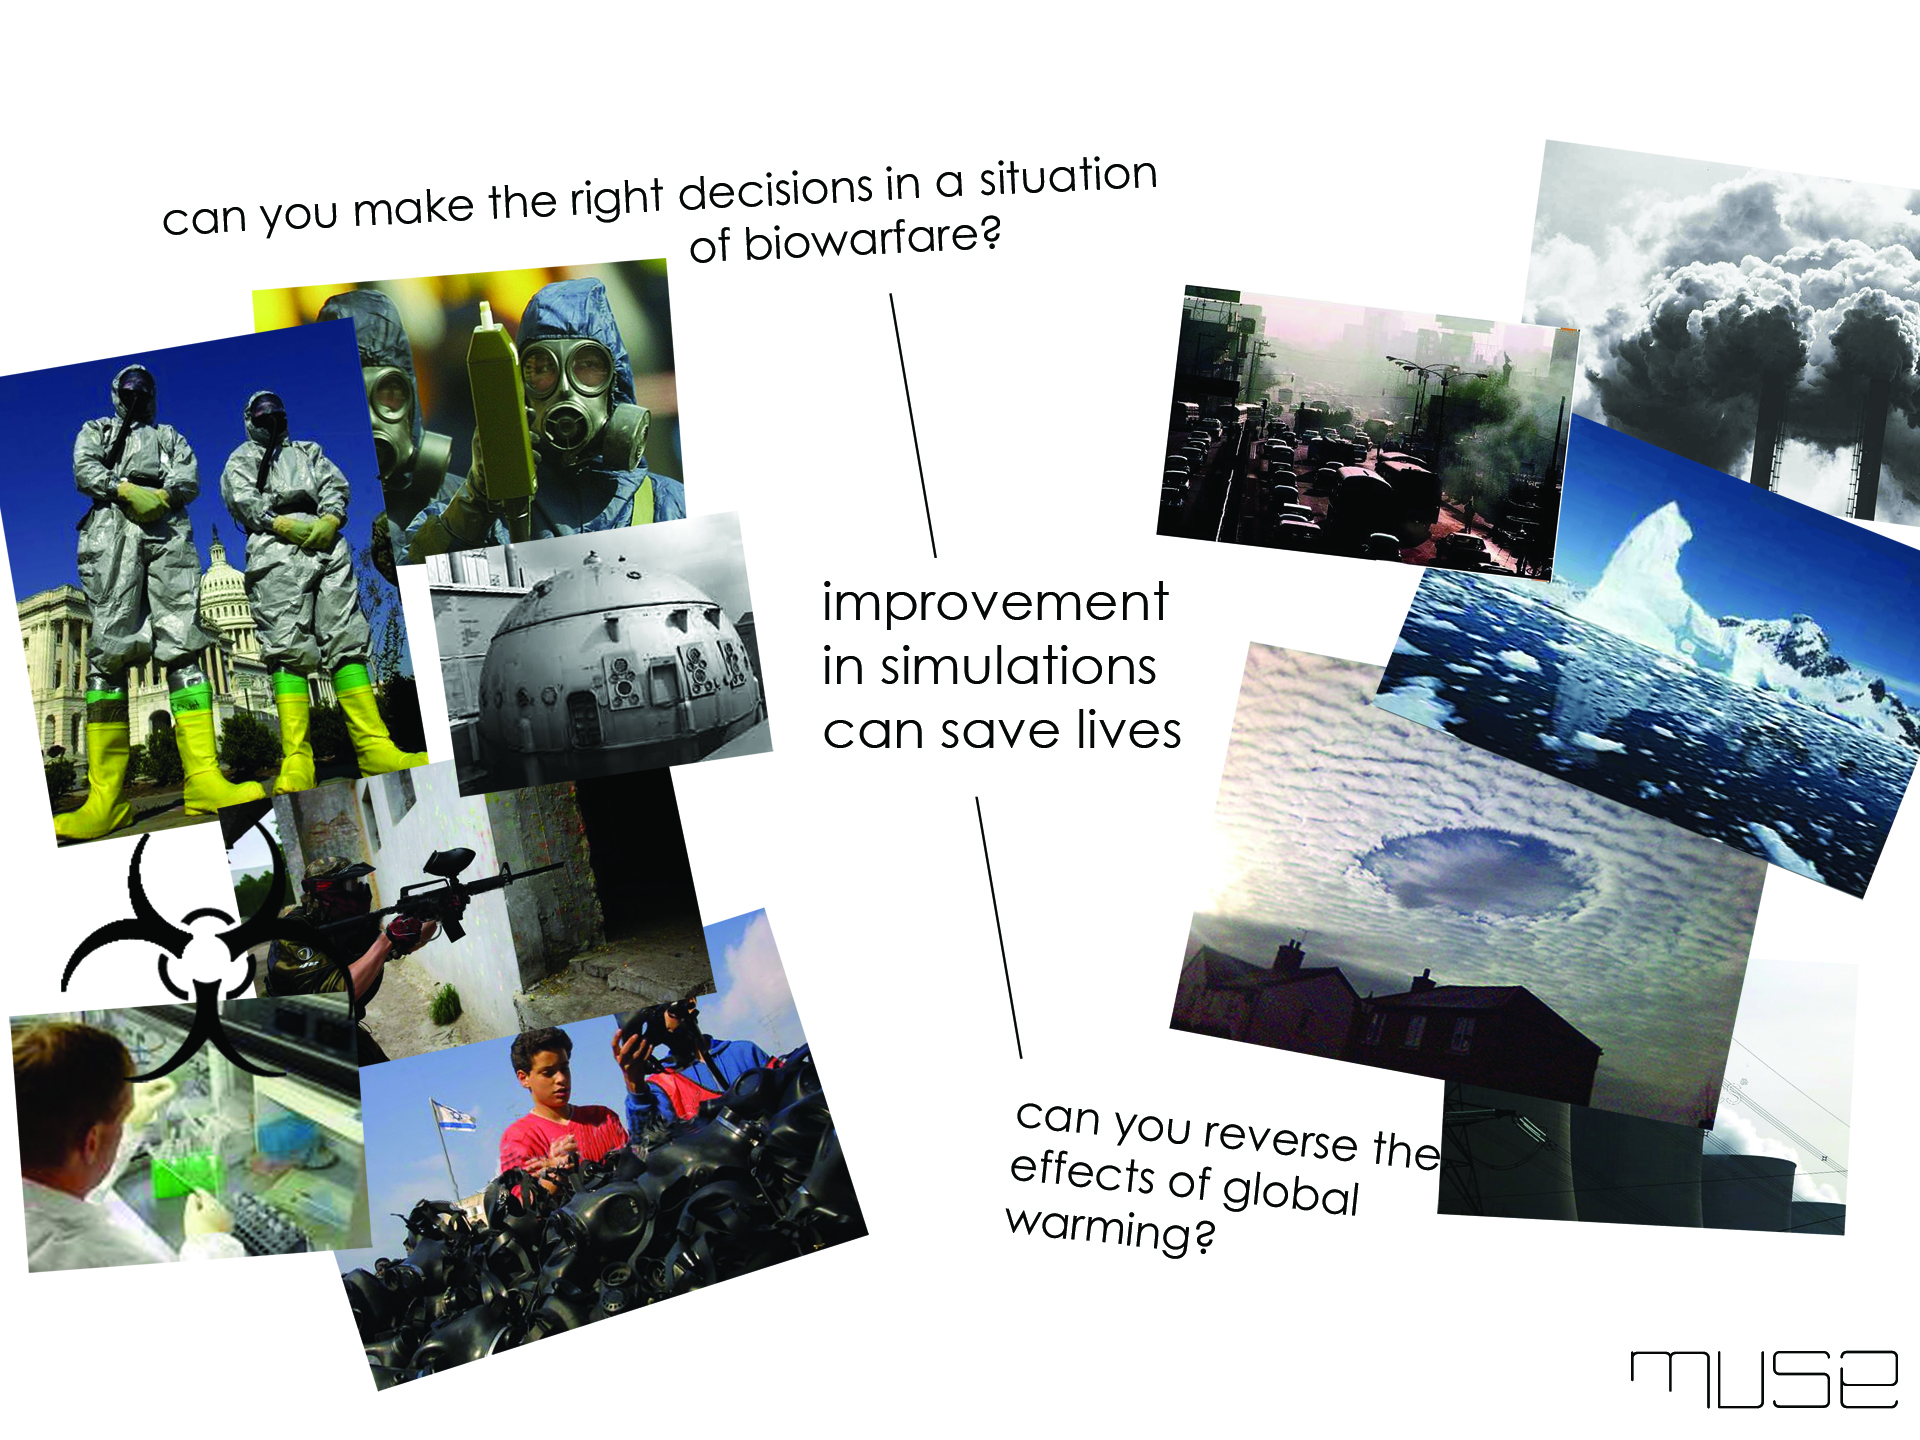 can you make the right decisions in a situation
of biowarfare?
improvement
in simulations
can save lives
can you reverse the
effects of global
warming?
muse